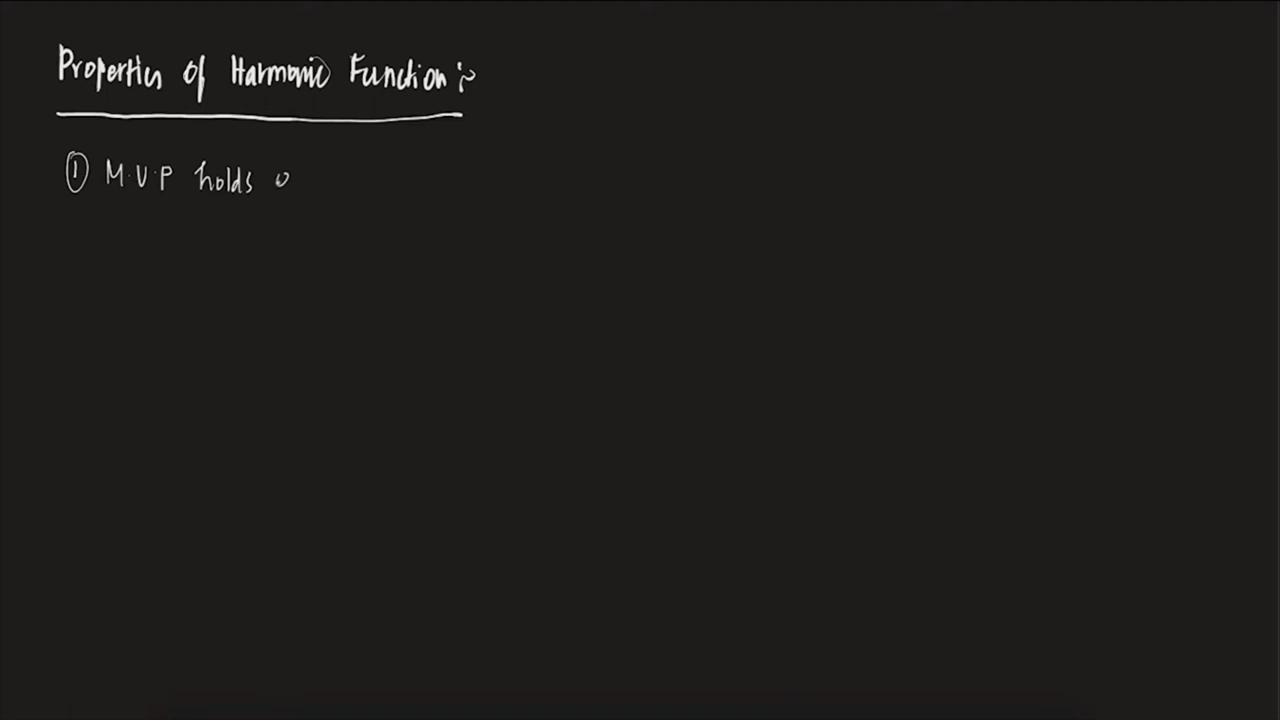 Properties of Harmonic Function :-
① M.V.P holds